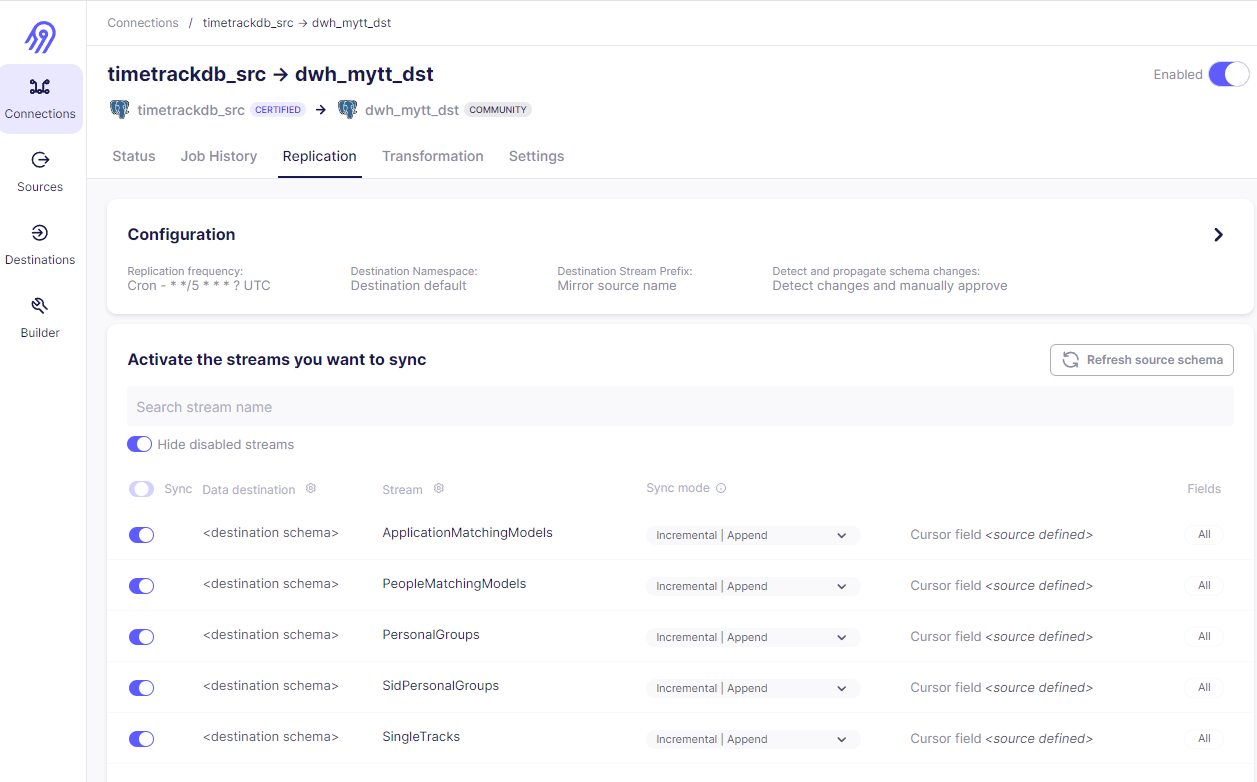 Connections / timetrackdb_src → dwh_mytt_dst
timetrackdb_src → dwh_mytt_dst
Enabled
timetrackdb_src CERTIFIED → dwh_mytt_dst COMMUNITY
Status Job History Replication Transformation Settings
Connections
Sources
Destinations
Builder
Configuration
Replication frequency: Destination Namespace: Destination Stream Prefix: Detect and propagate schema changes:
Cron - * */5 * * * ? UTC Destination default Mirror source name Detect changes and manually approve
Activate the streams you want to sync
Refresh source schema
Search stream name
Hide disabled streams
Sync Data destination Stream Sync mode Fields
<destination schema> ApplicationMatchingModels Incremental | Append Cursor field <source defined> All
<destination schema> PeopleMatchingModels Incremental | Append Cursor field <source defined> All
<destination schema> PersonalGroups Incremental | Append Cursor field <source defined> All
<destination schema> SidPersonalGroups Incremental | Append Cursor field <source defined> All
<destination schema> SingleTracks Incremental | Append Cursor field <source defined> All